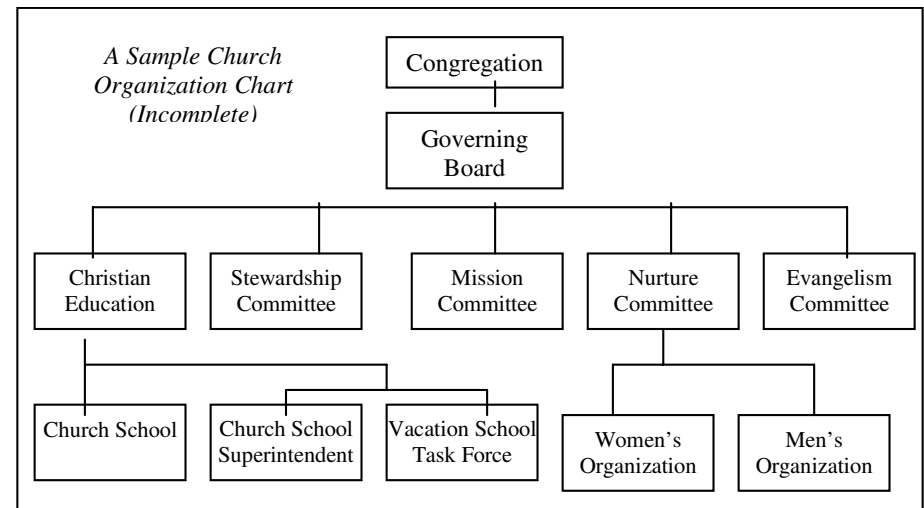 A Sample Church
Organization Chart
(Incomplete)
Congregation
Governing
Board
Christian
Education
Stewardship
Committee
Mission
Committee
Nurture
Committee
Evangelism
Committee
Church School
Church School
Superintendent
Vacation School
Task Force
Women's
Organization
Men's
Organization